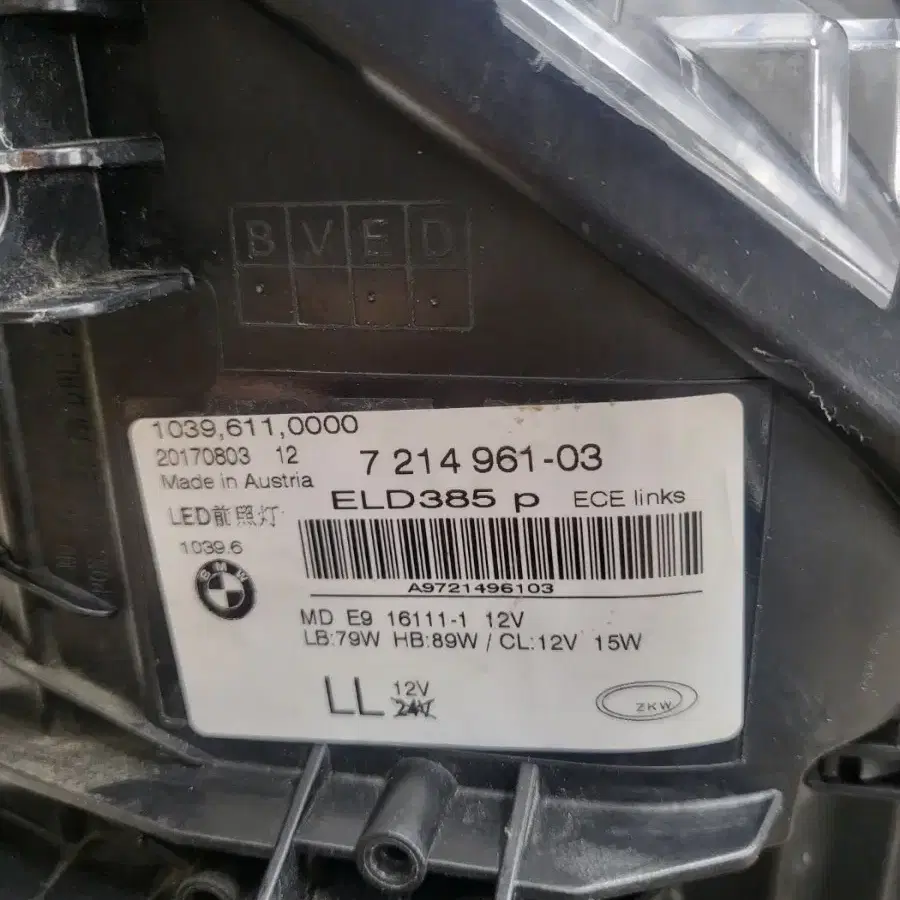 B V E D
1039,611,0000
20170803 12
7 214 961-03
Made in Austria
ELD385 p ECE links
LED前照灯
1039.6
BMW
A9721496103
MD E9 16111-1 12V
LB:79W HB:89W / CL:12V 15W
LL 12V
24V
ZKW